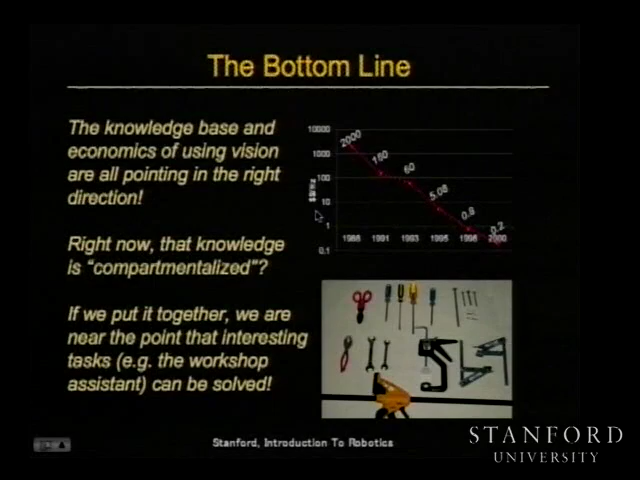 The Bottom Line
The knowledge base and
economics of using vision
are all pointing in the right
direction!
Right now, that knowledge
is "compartmentalized"?
If we put it together, we are
near the point that interesting
tasks (e.g. the workshop
assistant) can be solved!
10000
1000
100
10
1
0.1
2000
160
60
5.08
0.8
0.2
1988 1991 1993 1995 1998 2000
Stanford, Introduction To Robotics
STANFORD
UNIVERSITY